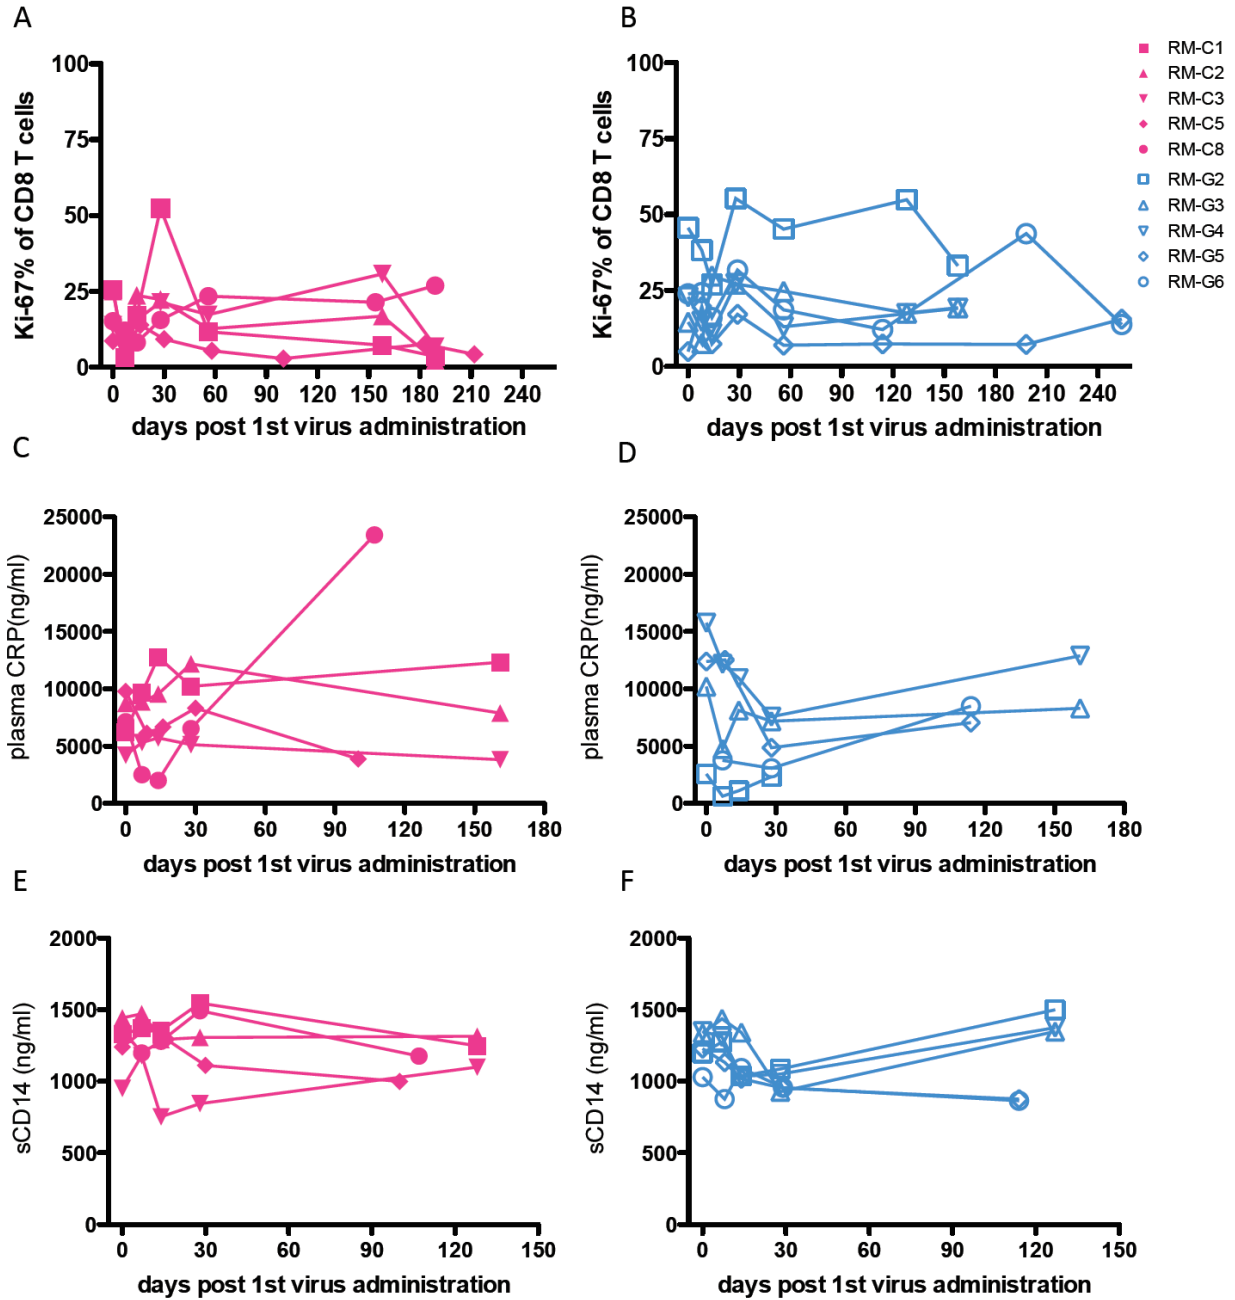 A
B
100
75
50
25
0
Ki-67% of CD8 T cells
0 30 60 90 120 150 180 210 240
days post 1st virus administration
100
75
50
25
0
Ki-67% of CD8 T cells
0 30 60 90 120 150 180 210 240
days post 1st virus administration
RM-C1
RM-C2
RM-C3
RM-C5
RM-C8
RM-G2
RM-G3
RM-G4
RM-G5
RM-G6
C
D
25000
20000
15000
10000
5000
0
plasma CRP(ng/ml)
0 30 60 90 120 150 180
days post 1st virus administration
25000
20000
15000
10000
5000
0
plasma CRP(ng/ml)
0 30 60 90 120 150 180
days post 1st virus administration
E
F
2000
1500
1000
500
0
sCD14 (ng/ml)
0 30 60 90 120 150
days post 1st virus administration
2000
1500
1000
500
0
sCD14 (ng/ml)
0 30 60 90 120 150
days post 1st virus administration